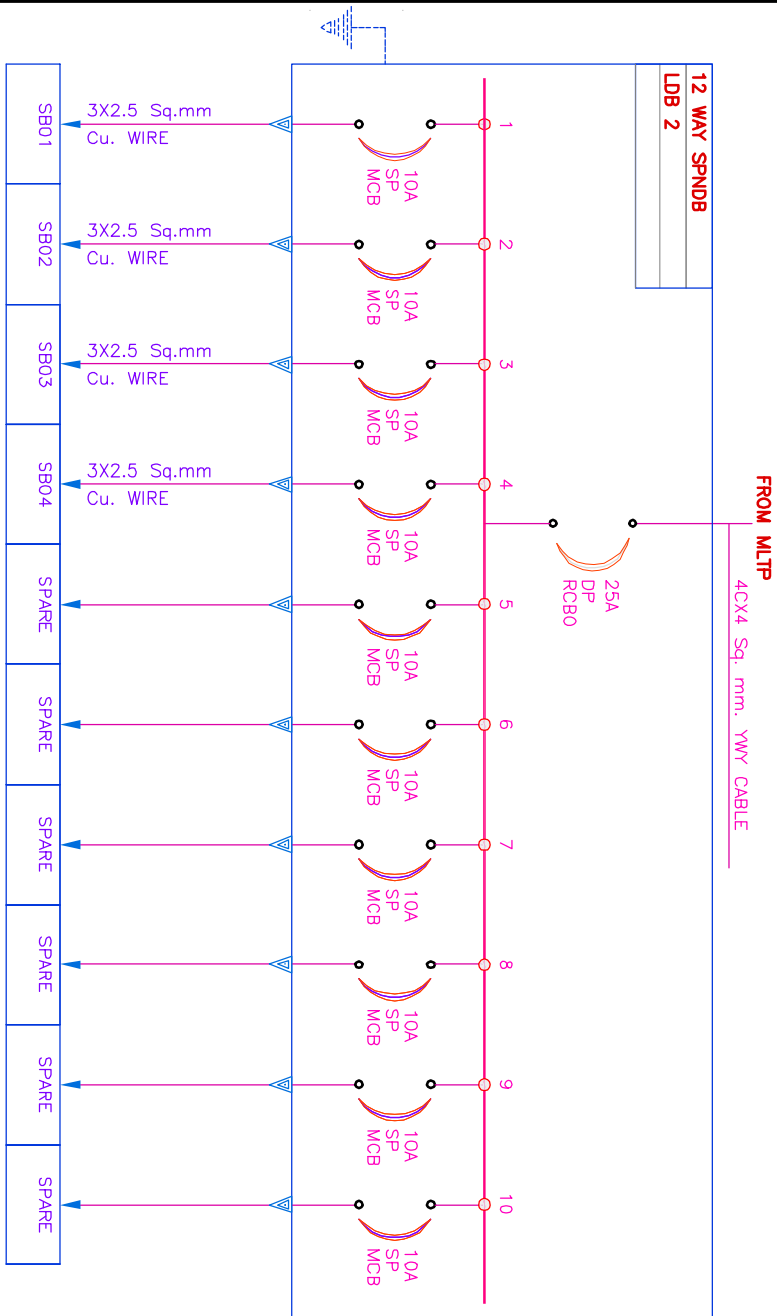 12 WAY SPNDB
LDB 2
FROM MLTP
4CX4 Sq. mm. YWY CABLE
25A
DP
RCBO
1
10A
SP
MCB
3X2.5 Sq.mm
Cu. WIRE
SB01
2
10A
SP
MCB
3X2.5 Sq.mm
Cu. WIRE
SB02
3
10A
SP
MCB
3X2.5 Sq.mm
Cu. WIRE
SB03
4
10A
SP
MCB
3X2.5 Sq.mm
Cu. WIRE
SB04
5
10A
SP
MCB
SPARE
6
10A
SP
MCB
SPARE
7
10A
SP
MCB
SPARE
8
10A
SP
MCB
SPARE
9
10A
SP
MCB
SPARE
10
10A
SP
MCB
SPARE